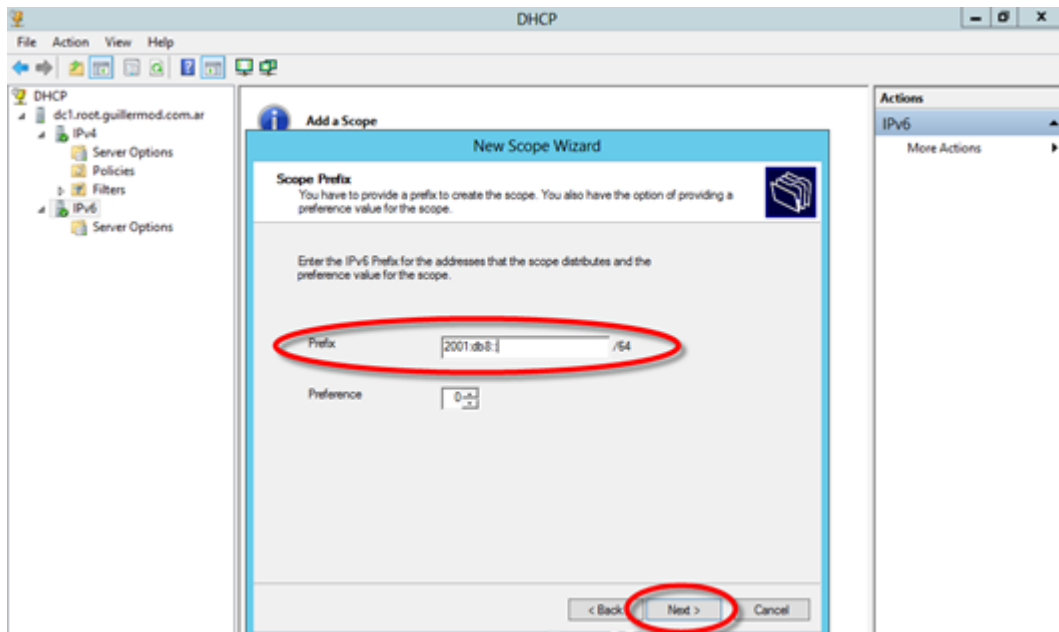 DHCP
File Action View Help
DHCP
dc1.root.guillermod.com.ar
IPv4
Server Options
Policies
Filters
IPv6
Server Options
Add a Scope
New Scope Wizard
Scope Prefix
You have to provide a prefix to create the scope. You also have the option of providing a
preference value for the scope.
Enter the IPv6 Prefix for the addresses that the scope distributes and the
preference value for the scope.
Prefix 2001:db8:: /64
Preference 0
< Back Next > Cancel
Actions
IPv6
More Actions